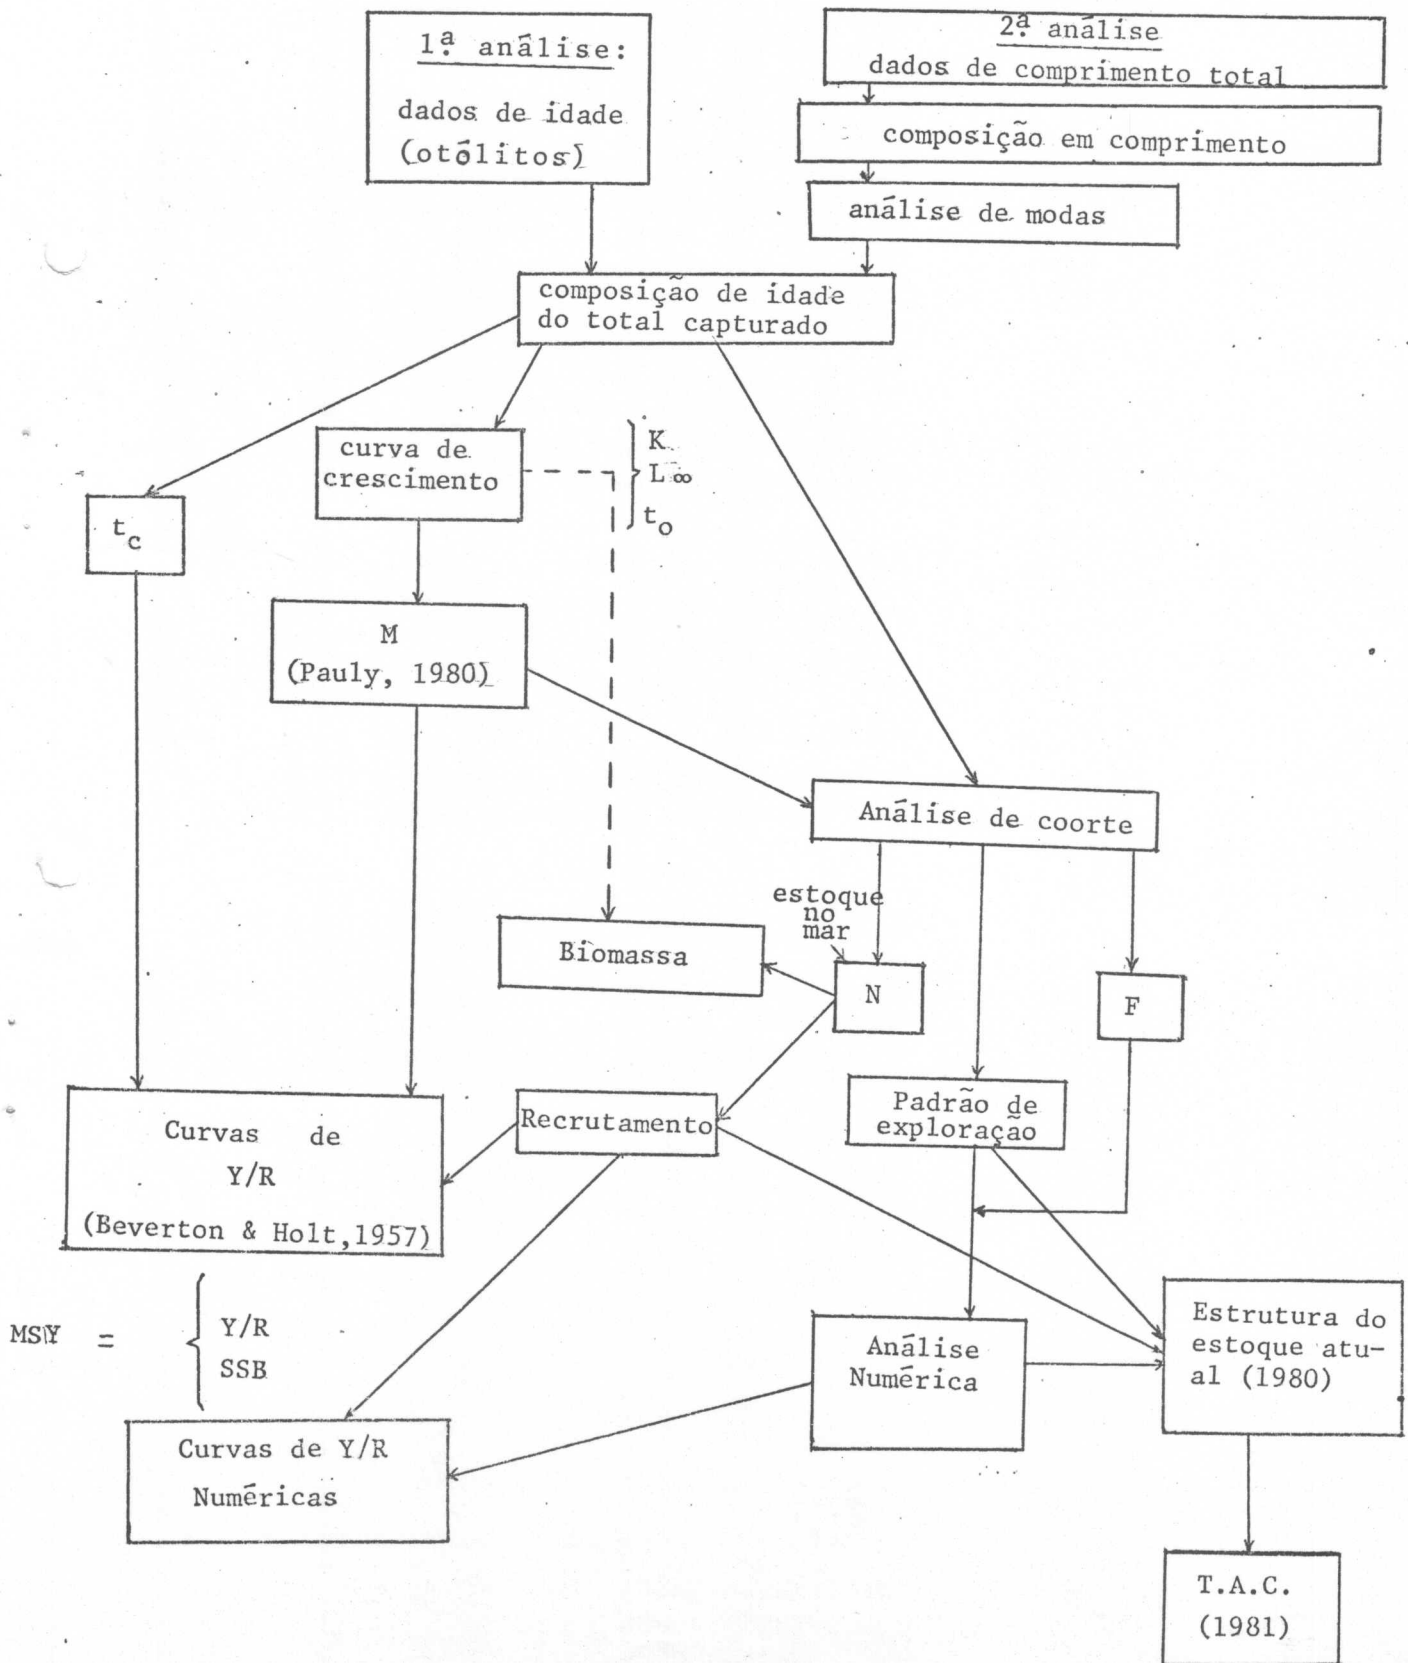 1ª análise:
dados de idade
(otólitos)
2ª análise
dados de comprimento total
composição em comprimento
análise de modas
composição de idade
do total capturado
curva de
crescimento
K
L∞
to
tc
M
(Pauly, 1980)
Análise de coorte
estoque
no
mar
Biomassa
N
F
Curvas de
Y/R
(Beverton & Holt,1957)
Recrutamento
Padrão de
exploração
MSY =
Y/R
SSB
Análise
Numérica
Estrutura do
estoque atu-
al (1980)
Curvas de Y/R
Numéricas
T.A.C.
(1981)